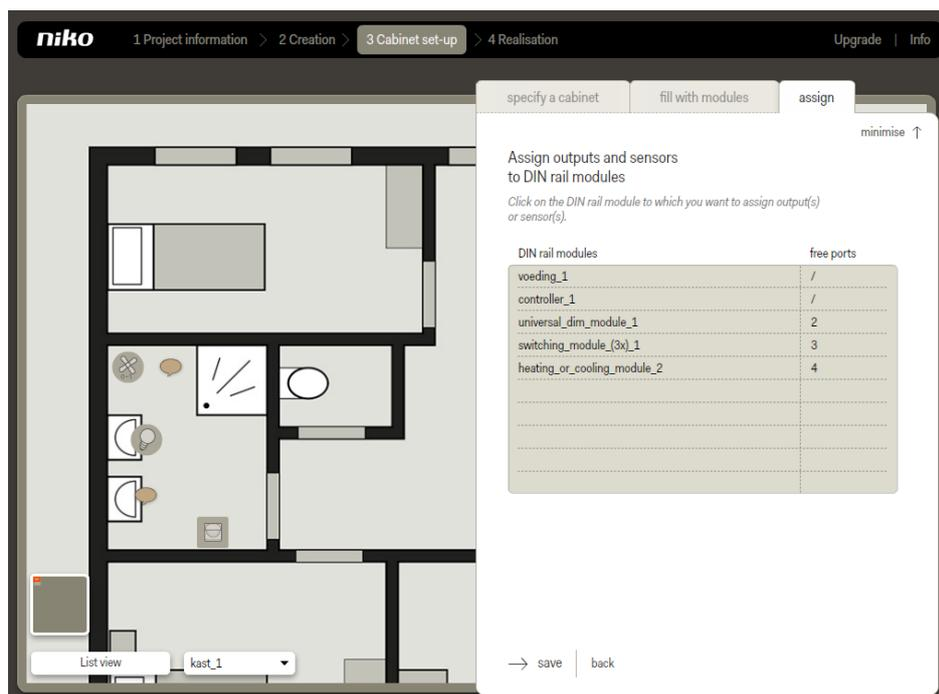 niko 1 Project information 2 Creation 3 Cabinet set-up 4 Realisation Upgrade | Info
specify a cabinet fill with modules assign
minimise
Assign outputs and sensors
to DIN rail modules
Click on the DIN rail module to which you want to assign output(s)
or sensor(s).
DIN rail modules free ports
voeding_1 /
controller_1 /
universal_dim_module_1 2
switching_module_(3x)_1 3
heating_or_cooling_module_2 4
List view kast_1
save back